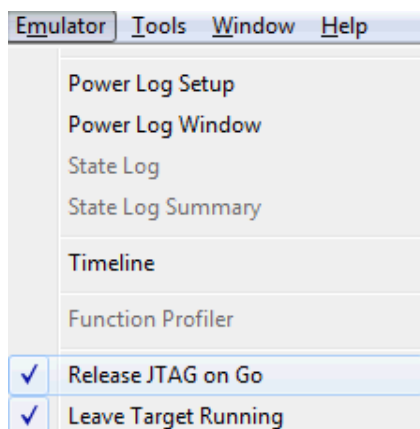 Emulator Tools Window Help
Power Log Setup
Power Log Window
State Log
State Log Summary
Timeline
Function Profiler
Release JTAG on Go
Leave Target Running